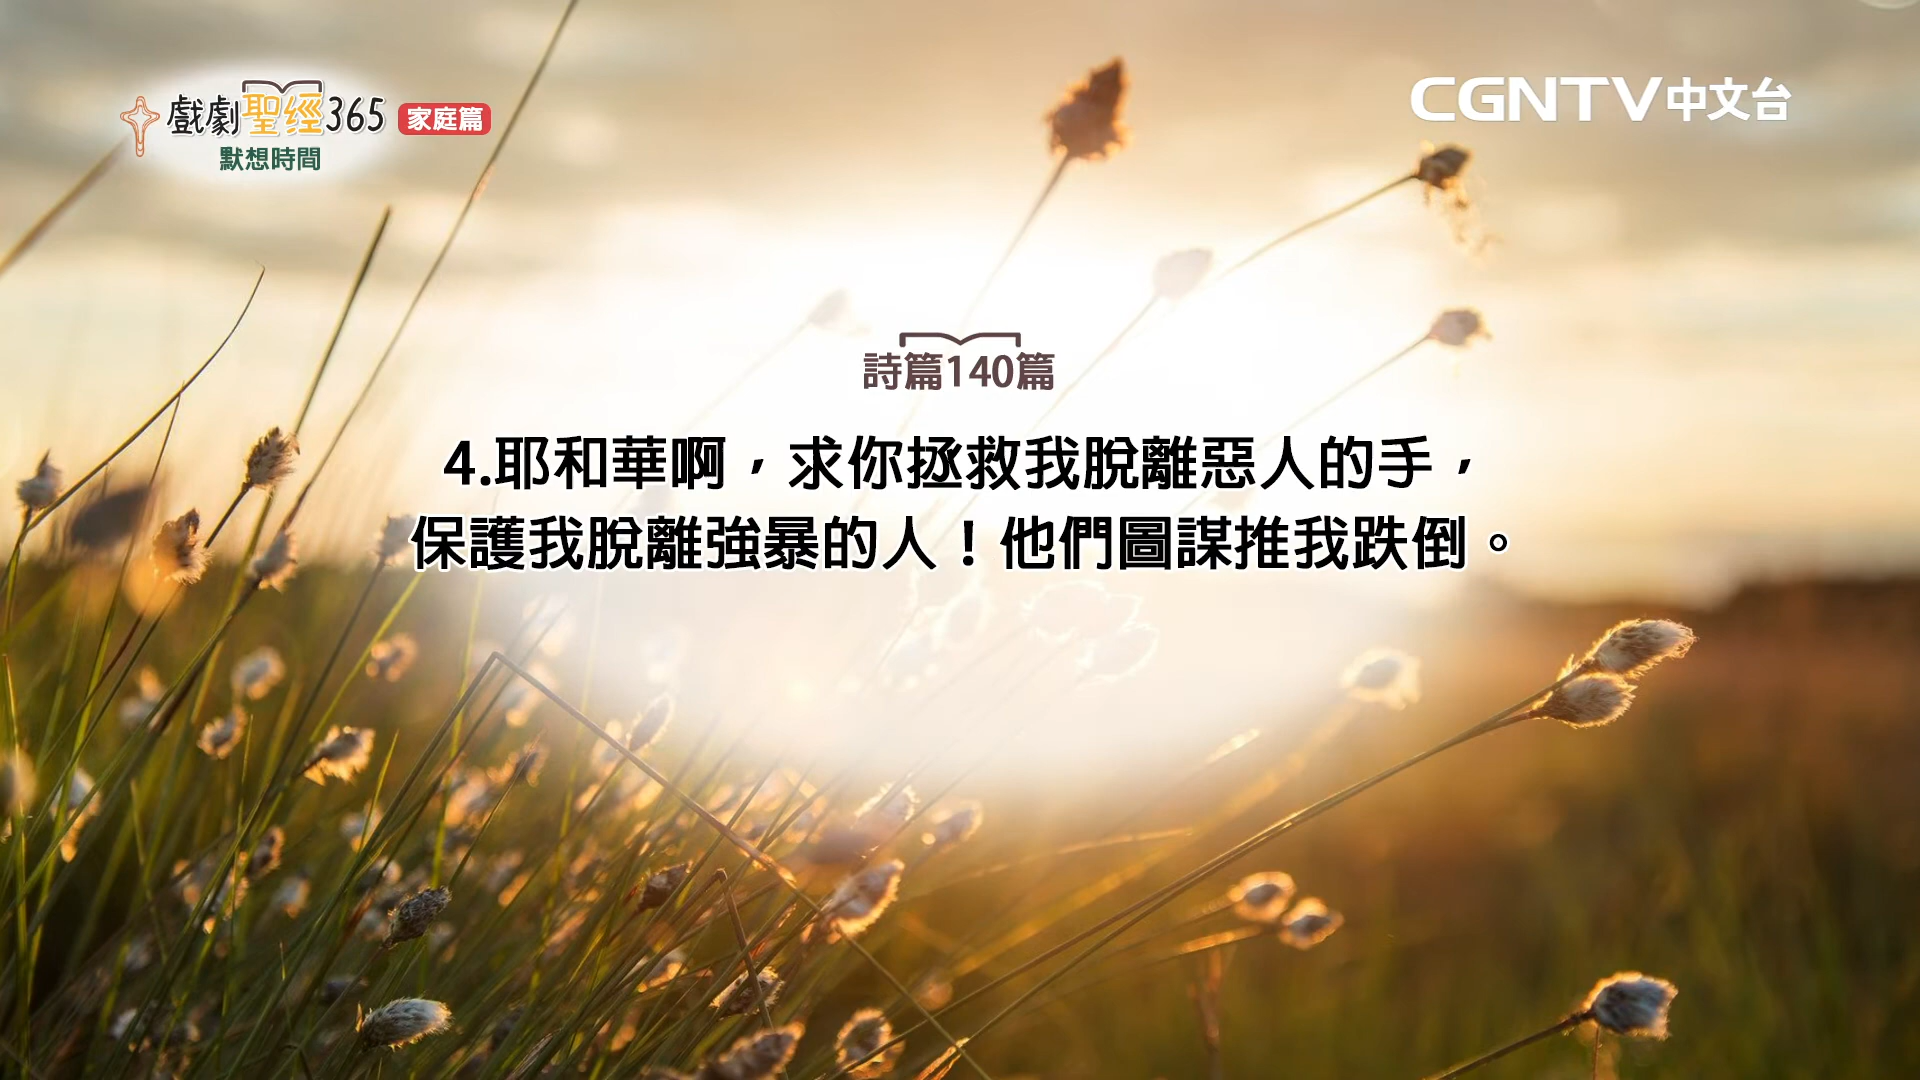 戲劇聖經365 家庭篇
默想時間
CGNTV中文台
詩篇140篇
4.耶和華啊，求你拯救我脫離惡人的手，
保護我脫離強暴的人！他們圖謀推我跌倒。